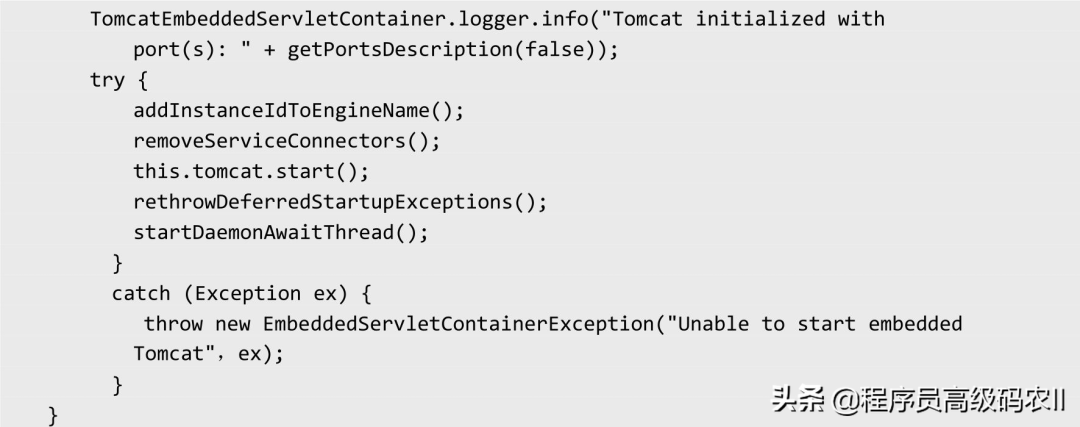 TomcatEmbeddedServletContainer.logger.info("Tomcat initialized with
port(s): " + getPortsDescription(false));
try {
addInstanceIdToEngineName();
removeServiceConnectors();
this.tomcat.start();
rethrowDeferredStartupExceptions();
startDaemonAwaitThread();
}
catch (Exception ex) {
throw new EmbeddedServletContainerException("Unable to start embedded
Tomcat"，ex);
}
}
头条 @程序员高级码农II